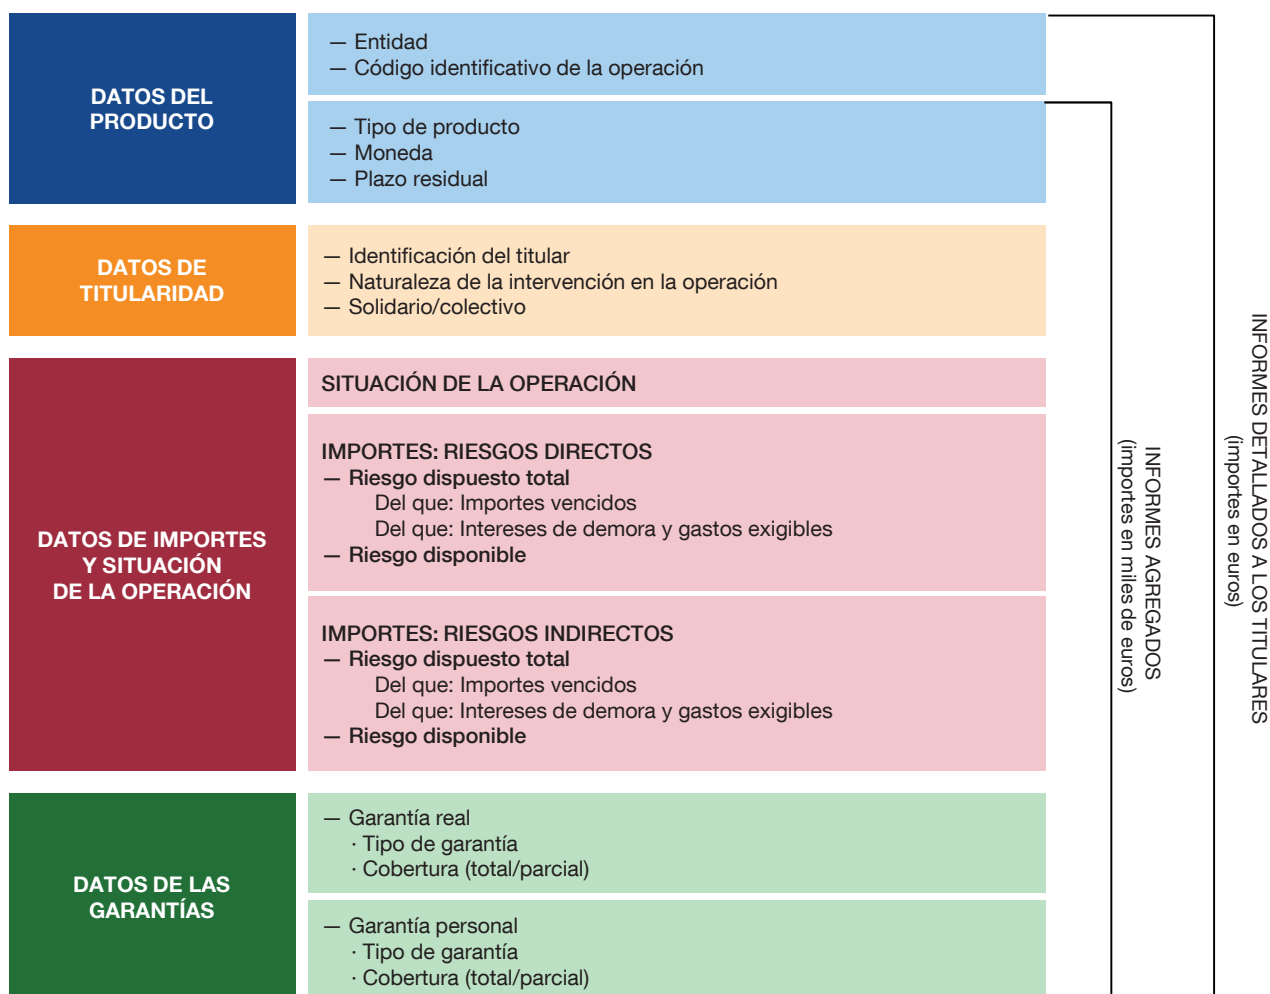 DATOS DEL
PRODUCTO
— Entidad
— Código identificativo de la operación
— Tipo de producto
— Moneda
— Plazo residual
DATOS DE
TITULARIDAD
— Identificación del titular
— Naturaleza de la intervención en la operación
— Solidario/colectivo
DATOS DE IMPORTES
Y SITUACIÓN
DE LA OPERACIÓN
SITUACIÓN DE LA OPERACIÓN
IMPORTES: RIESGOS DIRECTOS
— Riesgo dispuesto total
Del que: Importes vencidos
Del que: Intereses de demora y gastos exigibles
— Riesgo disponible
IMPORTES: RIESGOS INDIRECTOS
— Riesgo dispuesto total
Del que: Importes vencidos
Del que: Intereses de demora y gastos exigibles
— Riesgo disponible
DATOS DE LAS
GARANTÍAS
— Garantía real
· Tipo de garantía
· Cobertura (total/parcial)
— Garantía personal
· Tipo de garantía
· Cobertura (total/parcial)
INFORMES AGREGADOS
(importes en miles de euros)
INFORMES DETALLADOS A LOS TITULARES
(importes en euros)